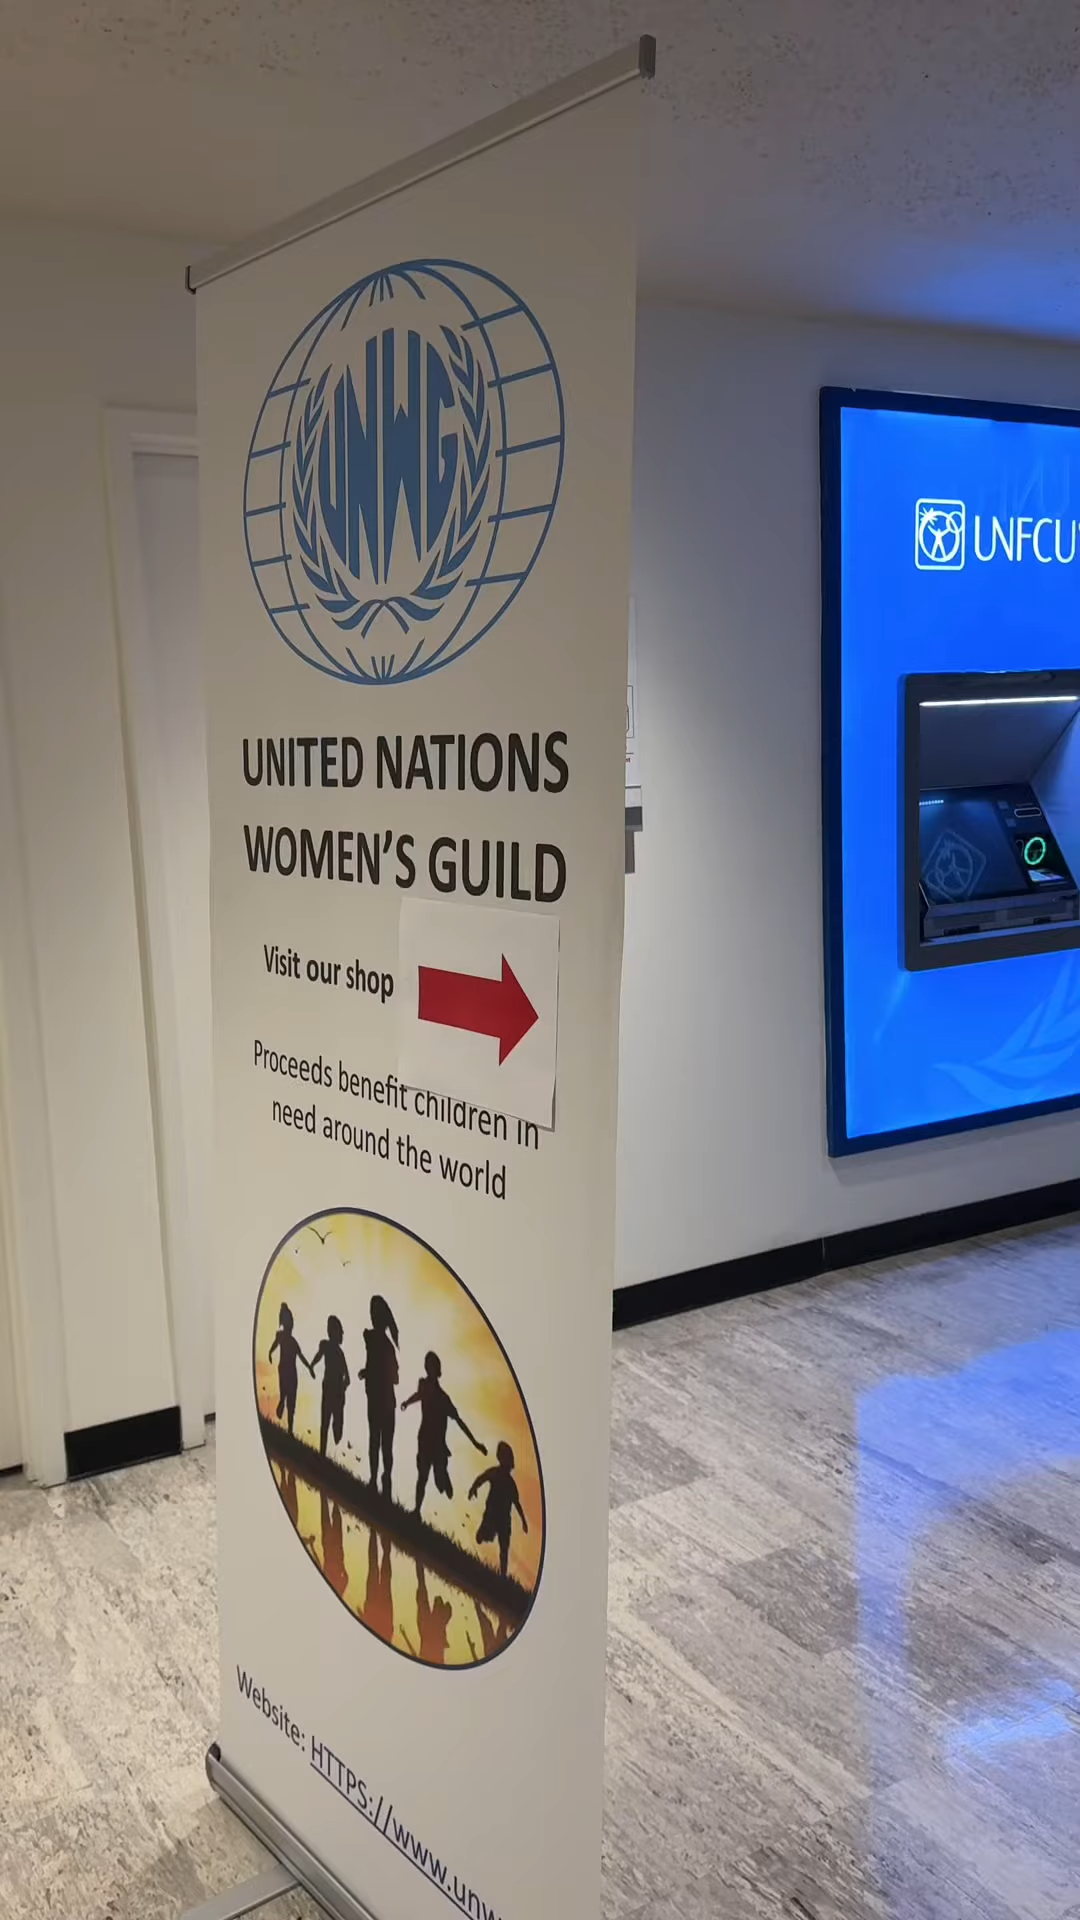 UNWG
UNITED NATIONS
WOMEN'S GUILD
Visit our shop
Proceeds benefit children in
need around the world
Website: HTTPS://www.unw
UNFCU